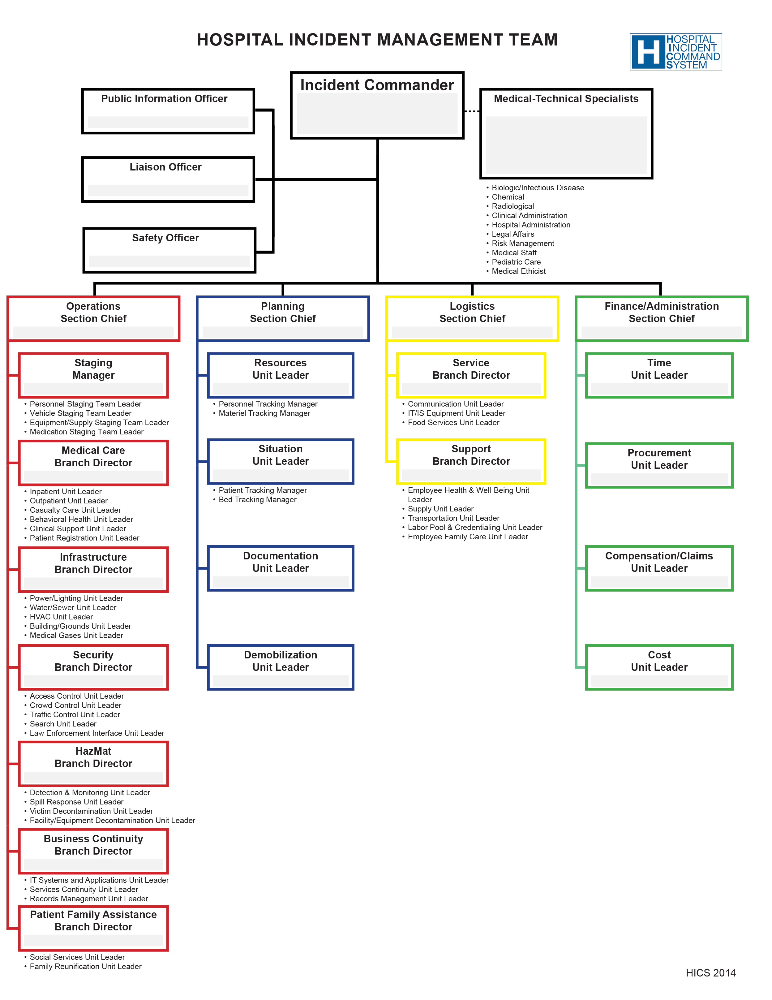 HOSPITAL INCIDENT MANAGEMENT TEAM
H
HOSPITAL
INCIDENT
COMMAND
SYSTEM
Incident Commander
Public Information Officer
Medical-Technical Specialists
Liaison Officer
Safety Officer
• Biologic/Infectious Disease
• Chemical
• Radiological
• Clinical Administration
• Hospital Administration
• Legal Affairs
• Risk Management
• Medical Staff
• Pediatric Care
• Medical Ethicist
Operations
Section Chief
Staging
Manager
• Personnel Staging Team Leader
• Vehicle Staging Team Leader
• Equipment/Supply Staging Team Leader
• Medication Staging Team Leader
Medical Care
Branch Director
• Inpatient Unit Leader
• Outpatient Unit Leader
• Casualty Care Unit Leader
• Behavioral Health Unit Leader
• Clinical Support Unit Leader
• Patient Registration Unit Leader
Infrastructure
Branch Director
• Power/Lighting Unit Leader
• Water/Sewer Unit Leader
• HVAC Unit Leader
• Building/Grounds Unit Leader
• Medical Gases Unit Leader
Security
Branch Director
• Access Control Unit Leader
• Crowd Control Unit Leader
• Traffic Control Unit Leader
• Search Unit Leader
• Law Enforcement Interface Unit Leader
HazMat
Branch Director
• Detection & Monitoring Unit Leader
• Spill Response Unit Leader
• Victim Decontamination Unit Leader
• Facility/Equipment Decontamination Unit Leader
Business Continuity
Branch Director
• IT Systems and Applications Unit Leader
• Services Continuity Unit Leader
• Records Management Unit Leader
Patient Family Assistance
Branch Director
• Social Services Unit Leader
• Family Reunification Unit Leader
Planning
Section Chief
Resources
Unit Leader
• Personnel Tracking Manager
• Materiel Tracking Manager
Situation
Unit Leader
• Patient Tracking Manager
• Bed Tracking Manager
Documentation
Unit Leader
Demobilization
Unit Leader
Logistics
Section Chief
Service
Branch Director
• Communication Unit Leader
• IT/IS Equipment Unit Leader
• Food Services Unit Leader
Support
Branch Director
• Employee Health & Well-Being Unit
Leader
• Supply Unit Leader
• Transportation Unit Leader
• Labor Pool & Credentialing Unit Leader
• Employee Family Care Unit Leader
Finance/Administration
Section Chief
Time
Unit Leader
Procurement
Unit Leader
Compensation/Claims
Unit Leader
Cost
Unit Leader
HICS 2014